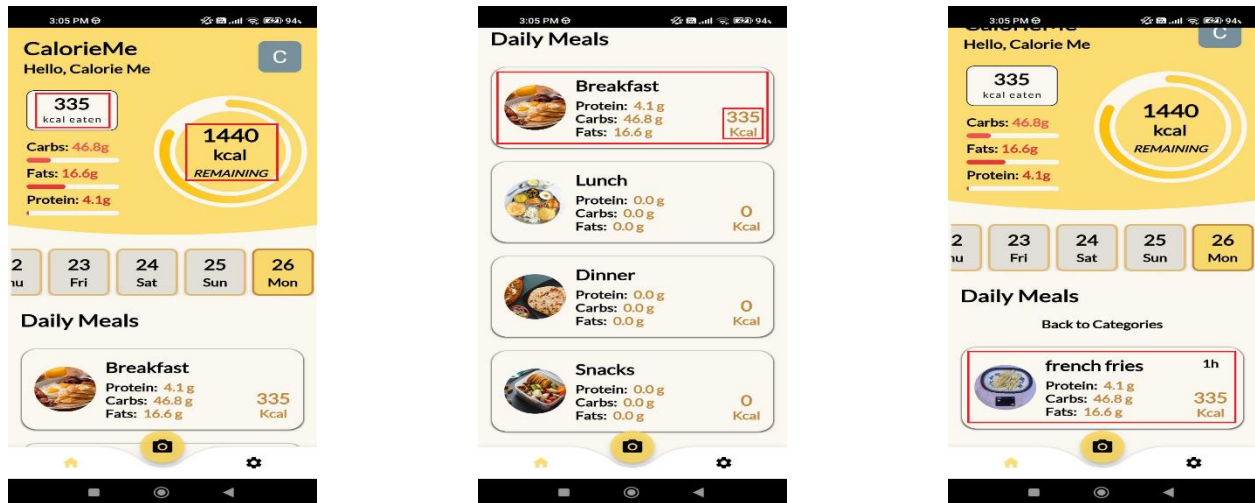 3:05 PM
94
CalorieMe
Hello, Calorie Me
C
335
kcal eaten
Carbs: 46.8g
Fats: 16.6g
Protein: 4.1g
1440
kcal
REMAINING
2
23
24
25
26
Fri
Sat
Sun
Mon
Daily Meals
Breakfast
Protein: 4.1 g
Carbs: 46.8 g
Fats: 16.6 g
335
Kcal
3:05 PM
94
Daily Meals
Breakfast
Protein: 4.1 g
Carbs: 46.8 g
Fats: 16.6 g
335
Kcal
Lunch
Protein: 0.0 g
Carbs: 0.0 g
Fats: 0.0 g
0
Kcal
Dinner
Protein: 0.0 g
Carbs: 0.0 g
Fats: 0.0 g
0
Kcal
Snacks
Protein: 0.0 g
Carbs: 0.0 g
Fats: 0.0 g
0
Kcal
3:05 PM
94
Hello, Calorie Me
C
335
kcal eaten
Carbs: 46.8g
Fats: 16.6g
Protein: 4.1g
1440
kcal
REMAINING
2
23
24
25
26
Fri
Sat
Sun
Mon
Daily Meals
Back to Categories
french fries
1h
Protein: 4.1 g
Carbs: 46.8 g
Fats: 16.6 g
335
Kcal